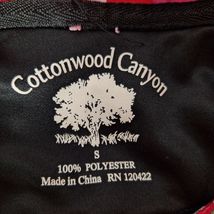 Cottonwood Canyon
S
100% POLYESTER
Made in China RN 120422